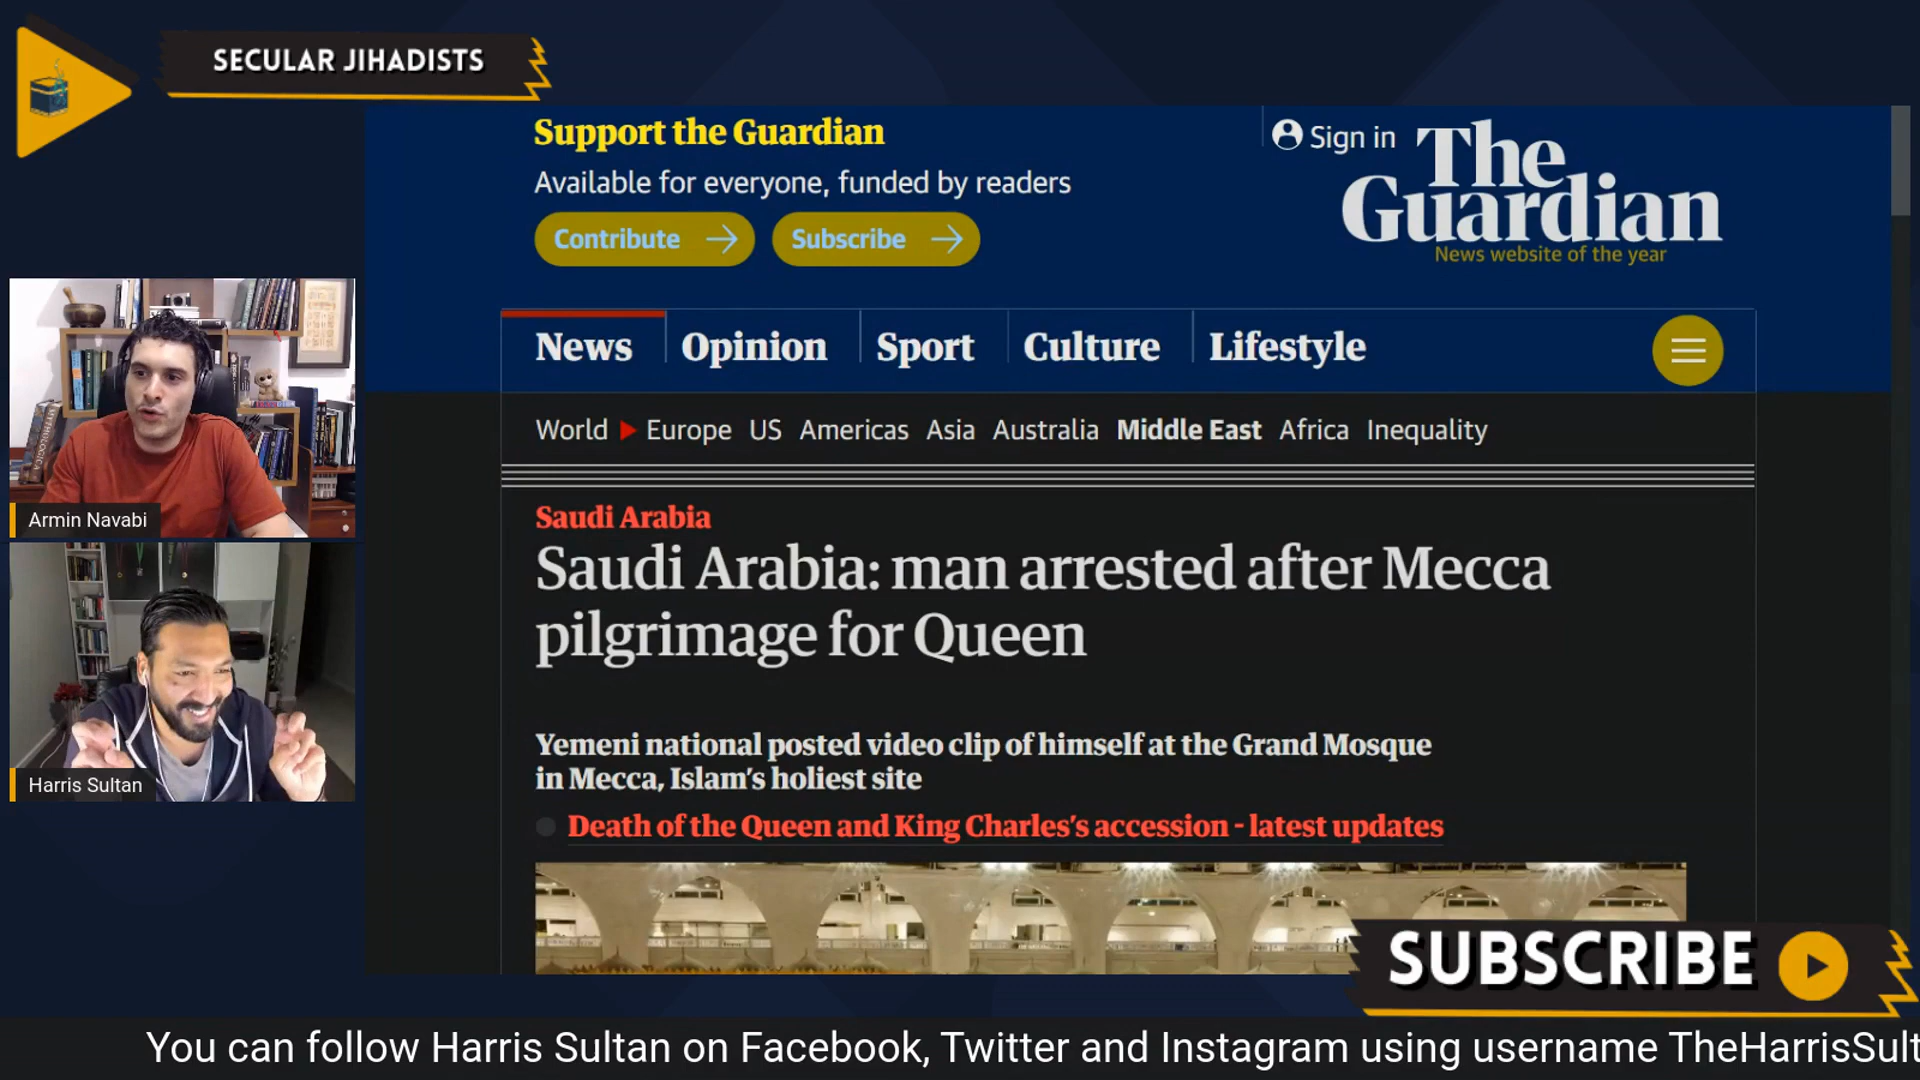 SECULAR JIHADISTS
Support the Guardian
Available for everyone, funded by readers
Contribute
Subscribe
Sign in
The
Guardian
News website of the year
News
Opinion
Sport
Culture
Lifestyle
World Europe US Americas Asia Australia Middle East Africa Inequality
Saudi Arabia
Saudi Arabia: man arrested after Mecca
pilgrimage for Queen
Yemeni national posted video clip of himself at the Grand Mosque
in Mecca, Islam's holiest site
Death of the Queen and King Charles's accession - latest updates
MYTHOLOGICA
Armin Navabi
Harris Sultan
SUBSCRIBE
You can follow Harris Sultan on Facebook, Twitter and Instagram using username TheHarrisSult